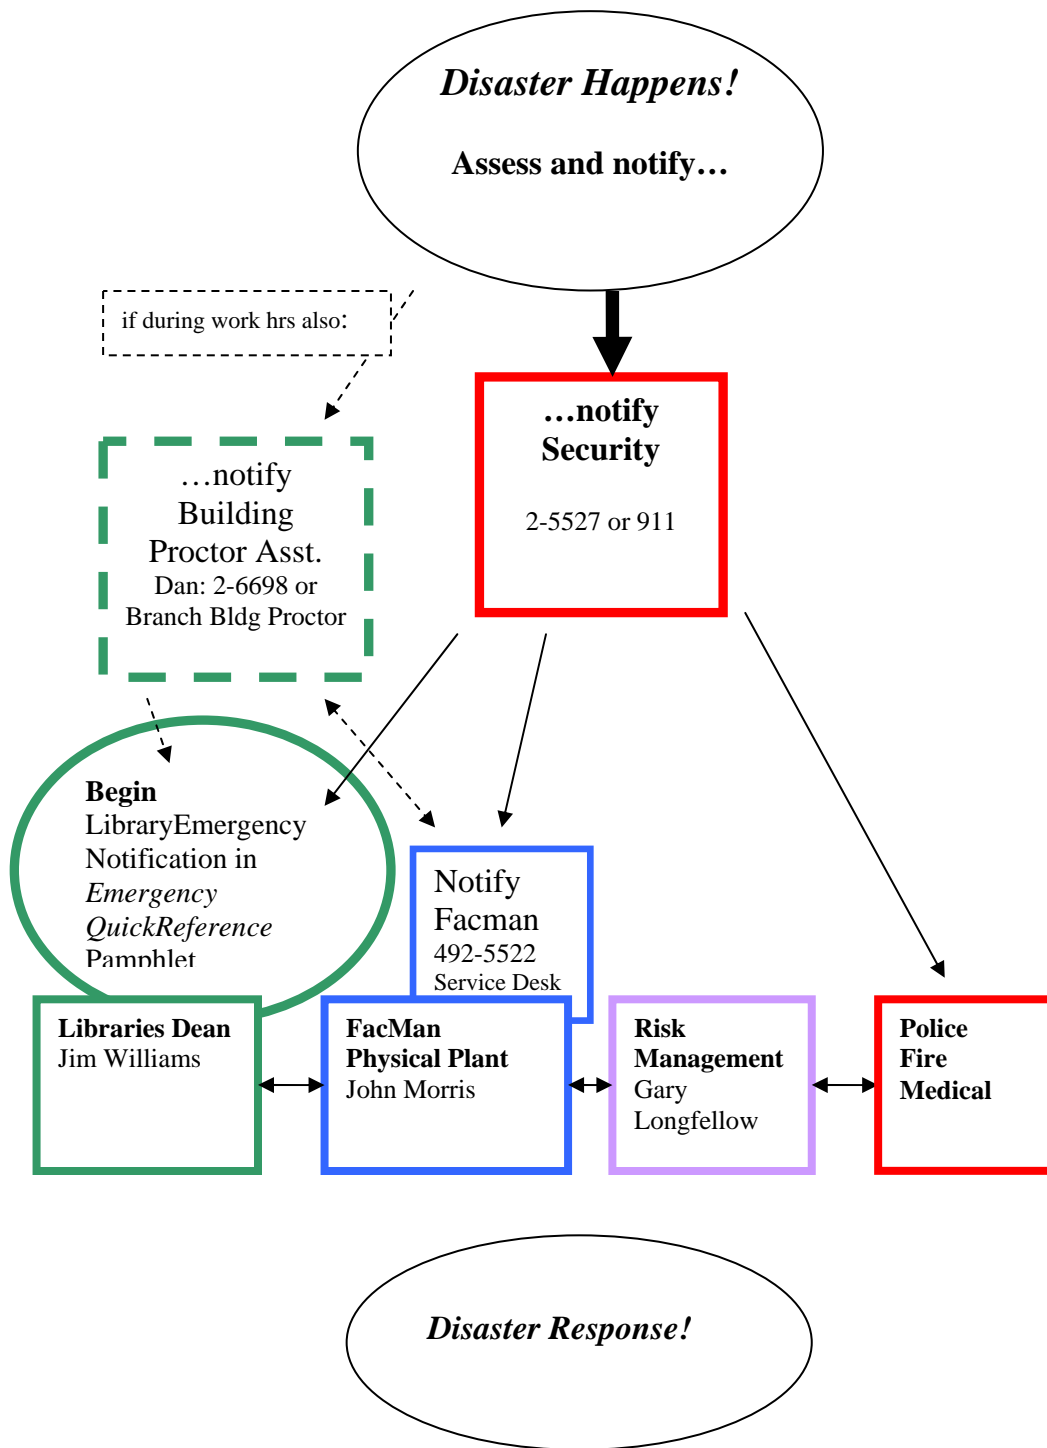 Disaster Happens!
Assess and notify…
if during work hrs also:
…notify
Security
2-5527 or 911
…notify
Building
Proctor Asst.
Dan: 2-6698 or
Branch Bldg Proctor
Begin
LibraryEmergency
Notification in
Emergency
QuickReference
Pamphlet
Notify
Facman
492-5522
Service Desk
Libraries Dean
Jim Williams
FacMan
Physical Plant
John Morris
Risk
Management
Gary
Longfellow
Police
Fire
Medical
Disaster Response!